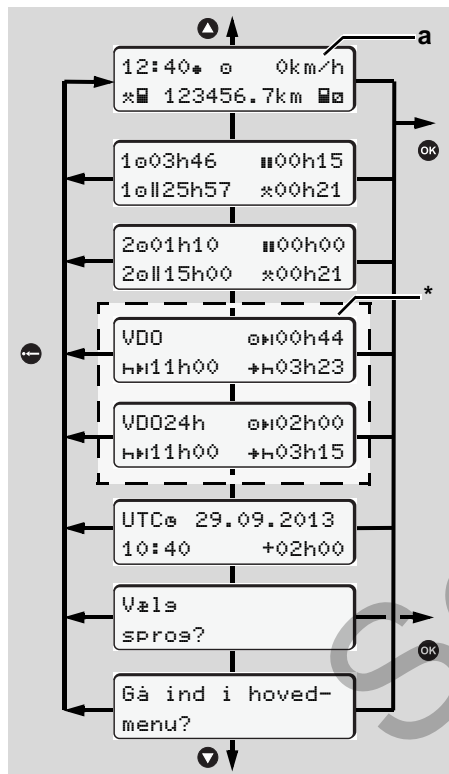 a
12:40 0km/h
123456.7km
OK
1 03h46 00h15
1 25h57 00h21
2 01h10 00h00
2 15h00 00h21
*
VDO 00h44
11h00 03h23
VDO24h 02h00
11h00 03h15
UTC 29.09.2013
10:40 +02h00
Vælg
sprog?
OK
Gå ind i hoved-
menu?